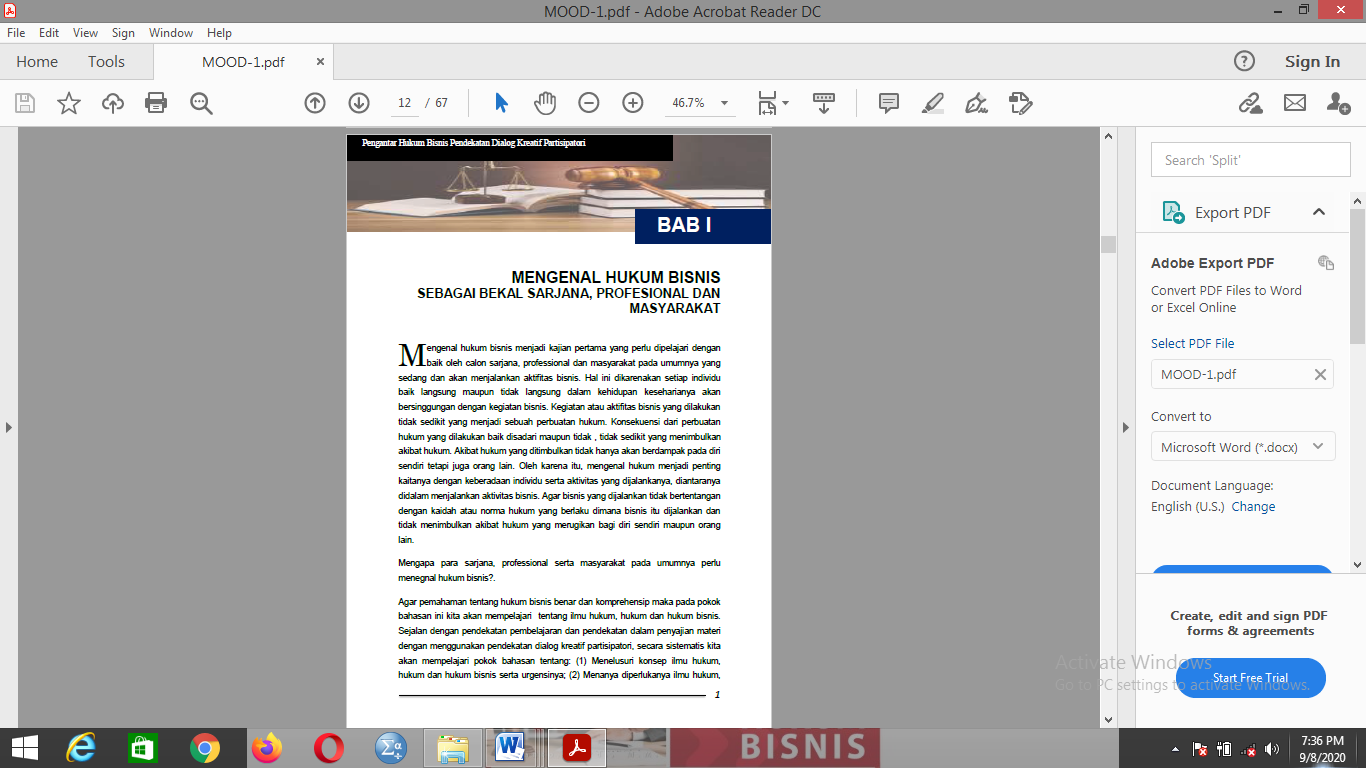 MOOD-1.pdf - Adobe Acrobat Reader DC
File Edit View Sign Window Help
Home Tools MOOD-1.pdf × Sign In
12 / 67 46.7%
Pengantar Hukum Bisnis Pendekatan Dialog Kreatif Partisipatori
BAB I
MENGENAL HUKUM BISNIS
SEBAGAI BEKAL SARJANA, PROFESIONAL DAN
MASYARAKAT
Mengenal hukum bisnis menjadi kajian pertama yang perlu dipelajari dengan
baik oleh calon sarjana, professional dan masyarakat pada umumnya yang
sedang dan akan menjalankan aktifitas bisnis. Hal ini dikarenakan setiap individu
baik langsung maupun tidak langsung dalam kehidupan kesehariannya akan
bersinggungan dengan kegiatan bisnis. Kegiatan atau aktifitas bisnis yang dilakukan
tidak sedikit yang menjadi sebuah perbuatan hukum. Konsekuensi dari perbuatan
hukum yang dilakukan baik disadari maupun tidak , tidak sedikit yang menimbulkan
akibat hukum. Akibat hukum yang ditimbulkan tidak hanya akan berdampak pada diri
sendiri tetapi juga orang lain. Oleh karena itu, mengenal hukum menjadi penting
kaitanya dengan keberadaan individu serta aktivitas yang dijalankanya, diantaranya
didalam menjalankan aktivitas bisnis. Agar bisnis yang dijalankan tidak bertentangan
dengan kaidah atau norma hukum yang berlaku dimana bisnis itu dijalankan dan
tidak menimbulkan akibat hukum yang merugikan bagi diri sendiri maupun orang
lain.
Mengapa para sarjana, professional serta masyarakat pada umumnya perlu
menegnal hukum bisnis?.
Agar pemahaman tentang hukum bisnis benar dan komprehensip maka pada pokok
bahasan ini kita akan mempelajari tentang ilmu hukum, hukum dan hukum bisnis.
Sejalan dengan pendekatan pembelajaran dan pendekatan dalam penyajian materi
dengan menggunakan pendekatan dialog kreatif partisipatori, secara sistematis kita
akan mempelajari pokok bahasan tentang: (1) Menelusuri konsep ilmu hukum,
hukum dan hukum bisnis serta urgensinya; (2) Menanya diperlukanya ilmu hukum,
1
Search 'Split'
Export PDF
Adobe Export PDF
Convert PDF Files to Word
or Excel Online
Select PDF File
MOOD-1.pdf
Convert to
Microsoft Word (*.docx)
Document Language:
English (U.S.) Change
Create, edit and sign PDF
forms & agreements
Start Free Trial
Activate Windows
Go to PC settings to activate Windows.
BISNIS
7:36 PM
9/8/2020